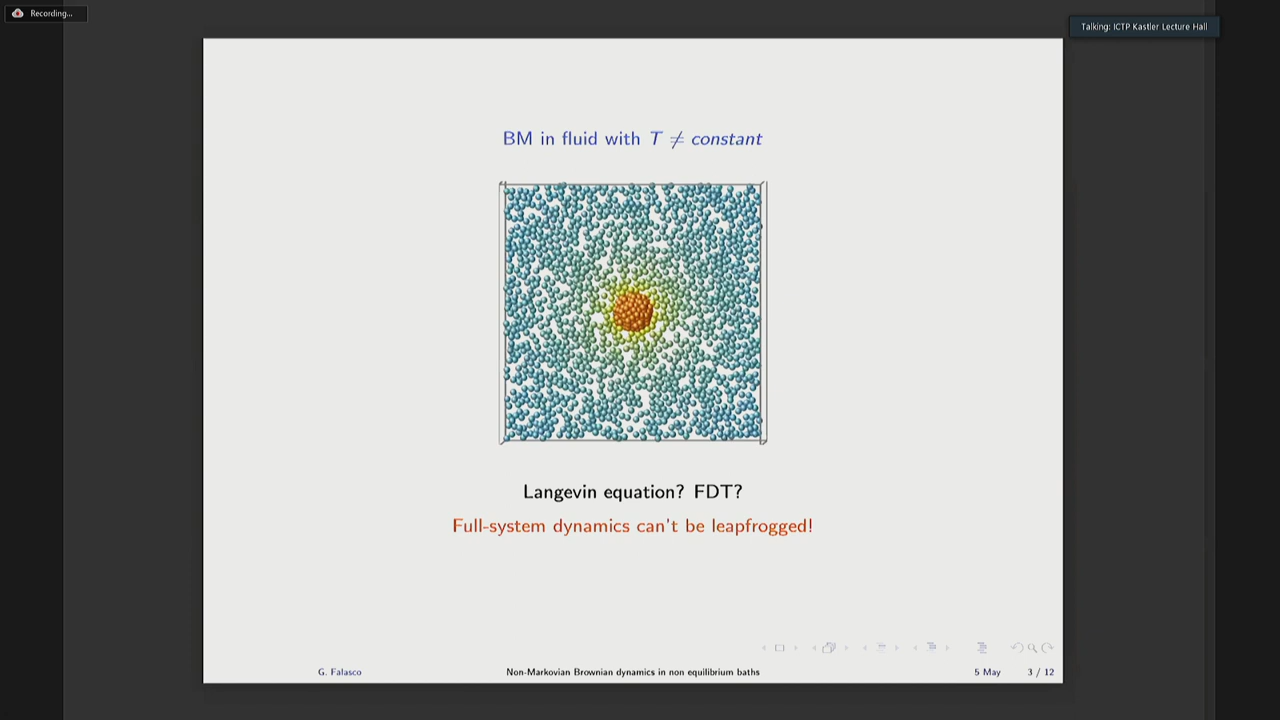 Recording...
Talking: ICTP Kastler Lecture Hall
BM in fluid with T ≠ constant
Langevin equation? FDT?
Full-system dynamics can't be leapfrogged!
G. Falasco
Non-Markovian Brownian dynamics in non equilibrium baths
5 May
3 / 12